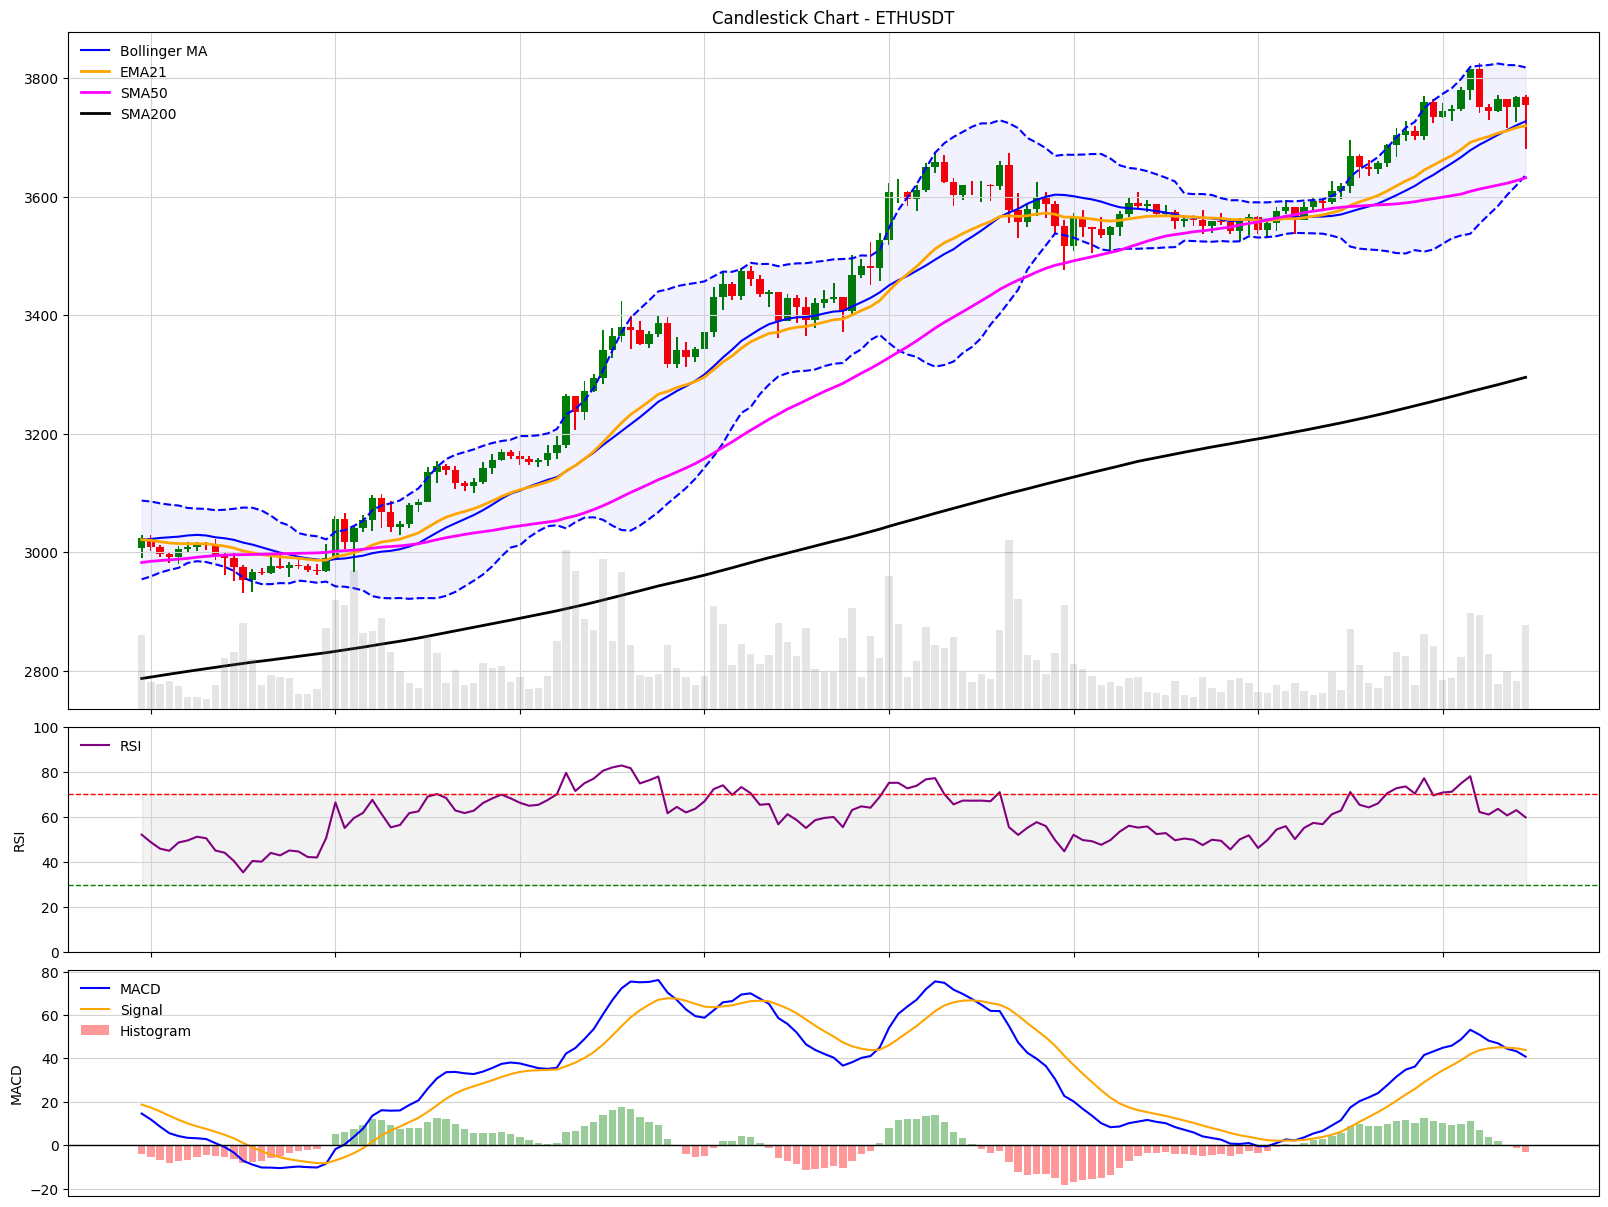 Candlestick Chart - ETHUSDT
Bollinger MA
EMA21
SMA50
SMA200
3800
3600
3400
3200
3000
2800
RSI
100
80
60
40
20
0
RSI
MACD
Signal
Histogram
80
60
40
20
0
−20
MACD